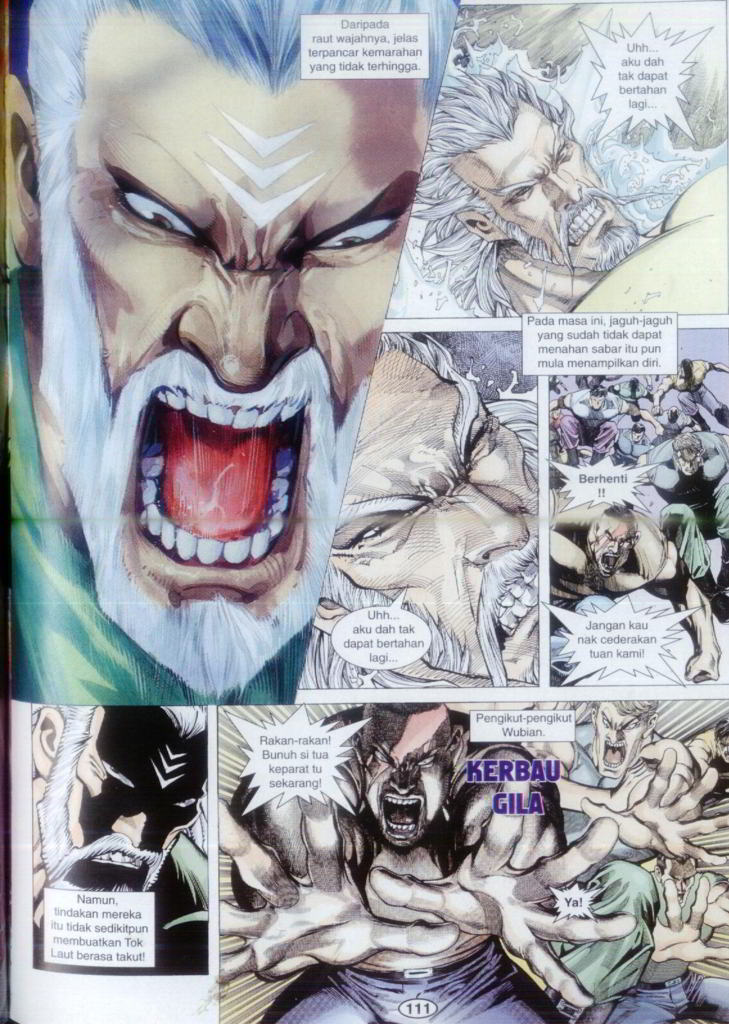 Daripada
raut wajahnya, jelas
terpancar kemarahan
yang tidak terhingga.
Uhh...
aku dah
tak dapat
bertahan
lagi...
Uhh...
aku dah tak
dapat bertahan
lagi...
Pada masa ini, jaguh-jaguh
yang sudah tidak dapat
menahan sabar itu pun
mula menampilkan diri.
Berhenti
!!
Jangan kau
nak cederakan
tuan kami!
Namun,
tindakan mereka
itu tidak sedikitpun
membuatkan Tok
Laut berasa takut!
Rakan-rakan!
Bunuh si tua
keparat tu
sekarang!
Pengikut-pengikut
Wubian.
KERBAU
GILA
Ya!
111